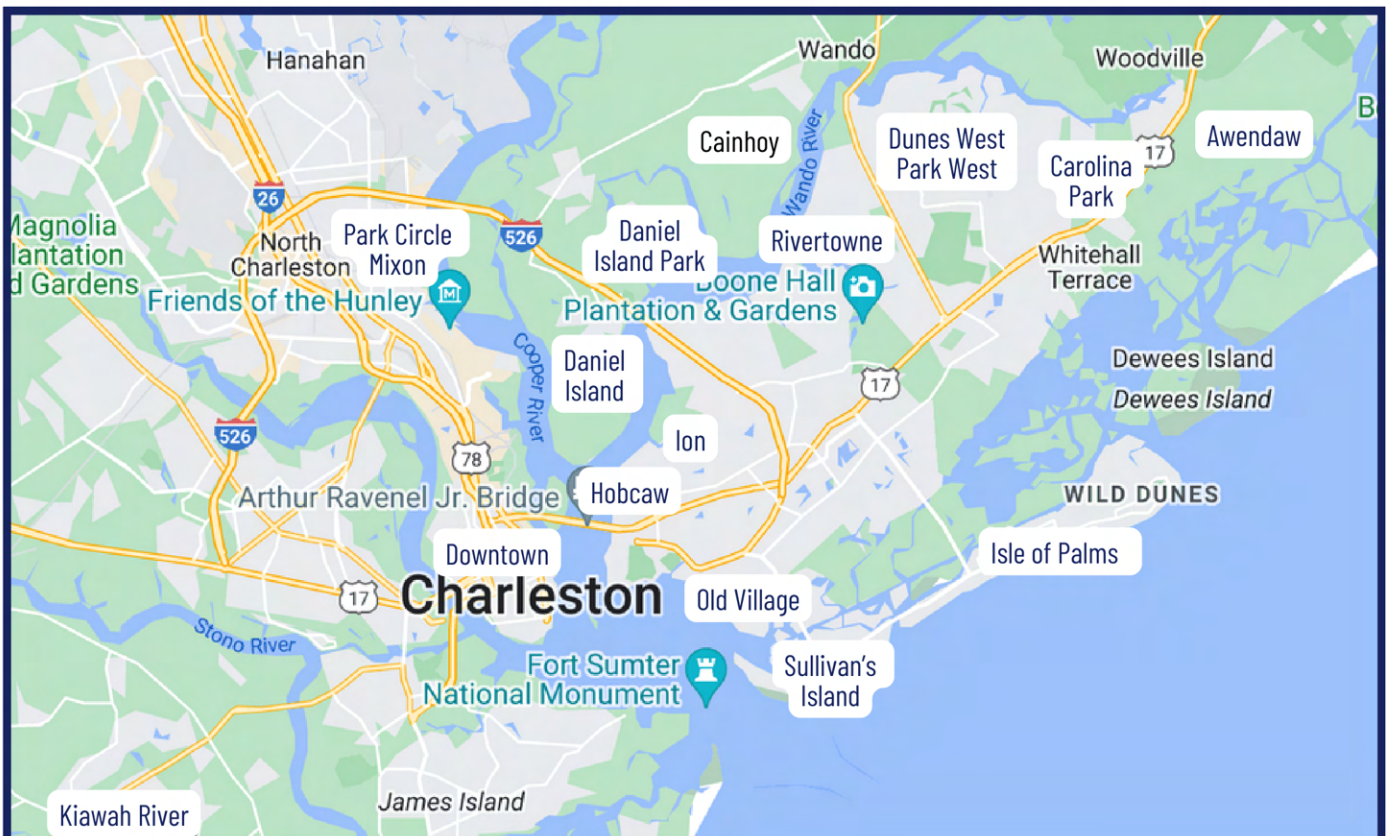 Hanahan
Wando
Woodville
B
Cainhoy
Wando River
Dunes West
Park West
17
Awendaw
Carolina
Park
26
Magnolia
lantation
d Gardens
North
Charleston
Park Circle
Mixon
526
Daniel
Island Park
Rivertowne
Whitehall
Terrace
Friends of the Hunley
Boone Hall
Plantation & Gardens
Cooper River
Daniel
Island
Dewees Island
Dewees Island
17
526
78
Ion
Arthur Ravenel Jr. Bridge
Hobcaw
WILD DUNES
Downtown
Isle of Palms
17
Charleston
Old Village
Stono River
Fort Sumter
National Monument
Sullivan's
Island
James Island
Kiawah River